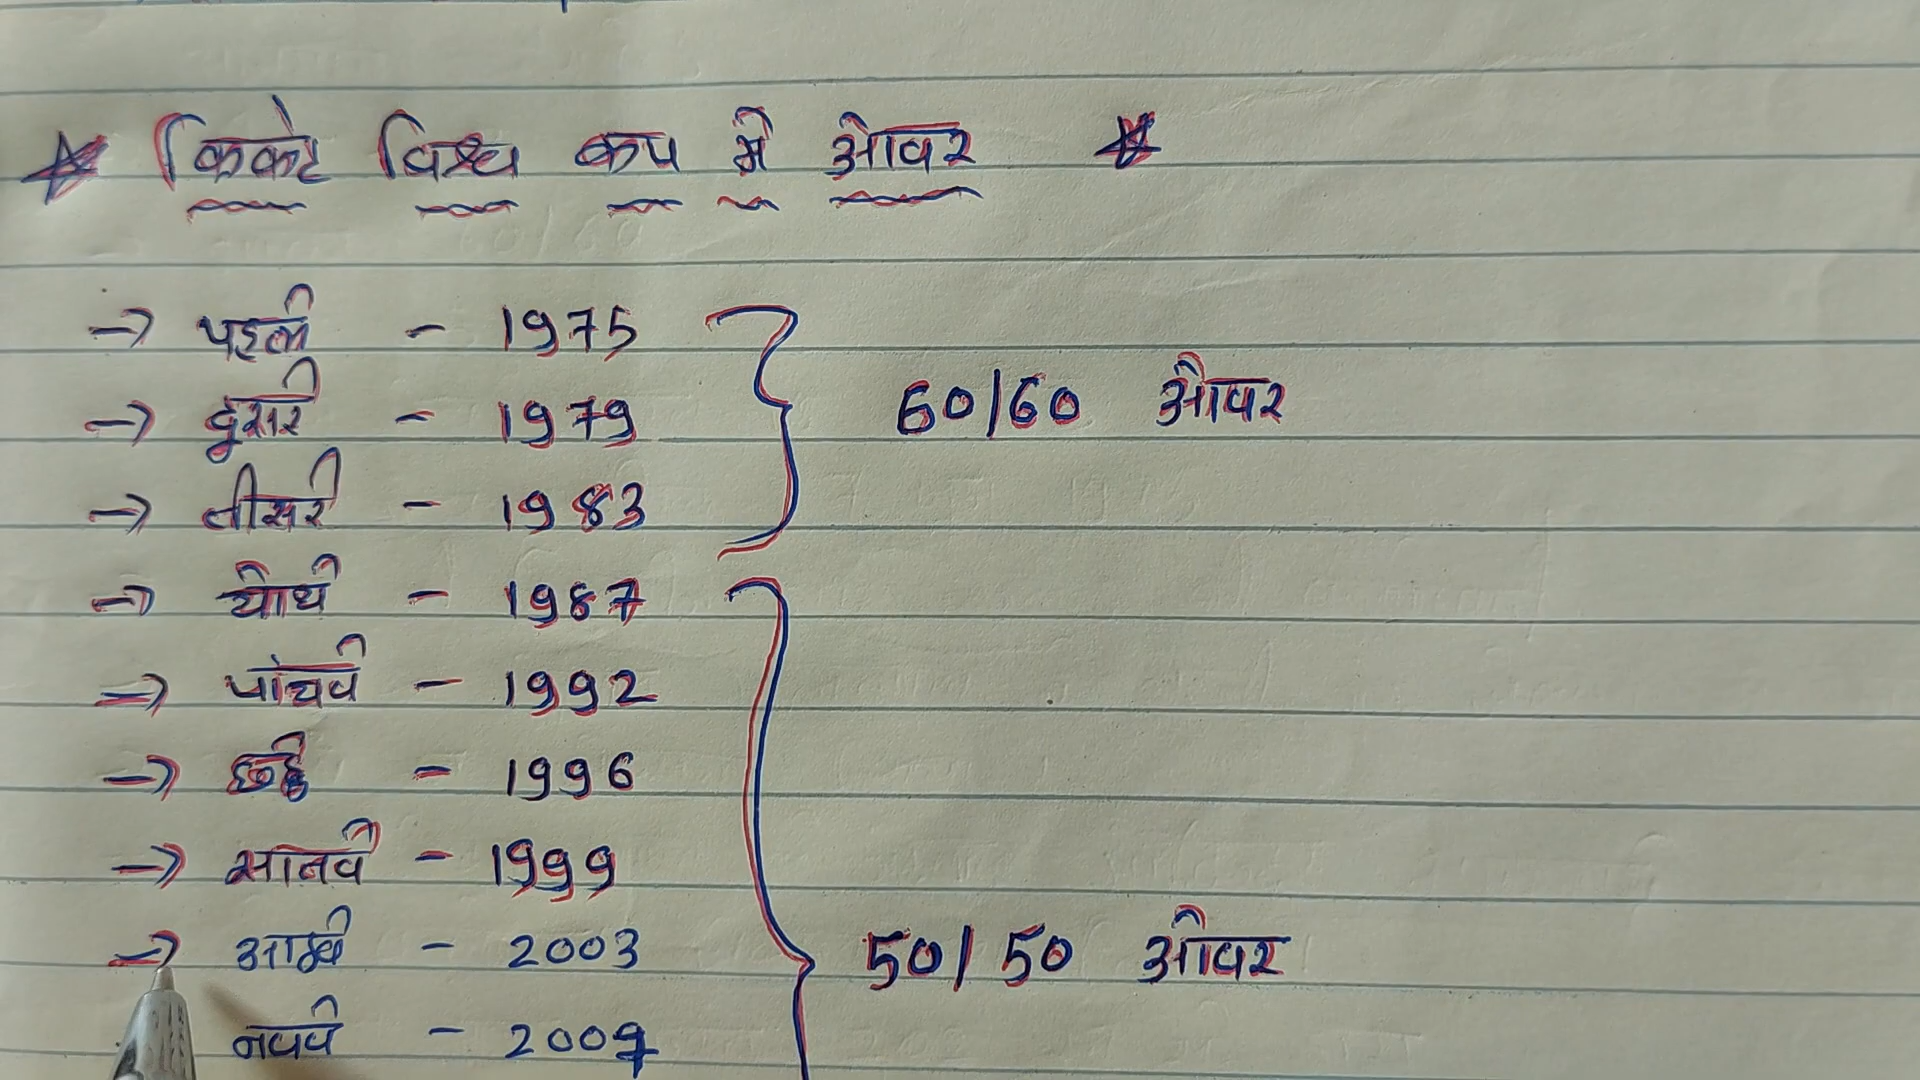 क्रिकेट विश्व कप में ओवर
→ पहले - 1975
→ दुसरे - 1979
→ तीसरे - 1983
60/60 ओवर
→ चौथे - 1987
→ पांचवे - 1992
→ छठे - 1996
→ सातवे - 1999
→ आठवे - 2003
50/50 ओवर
नववे - 2007